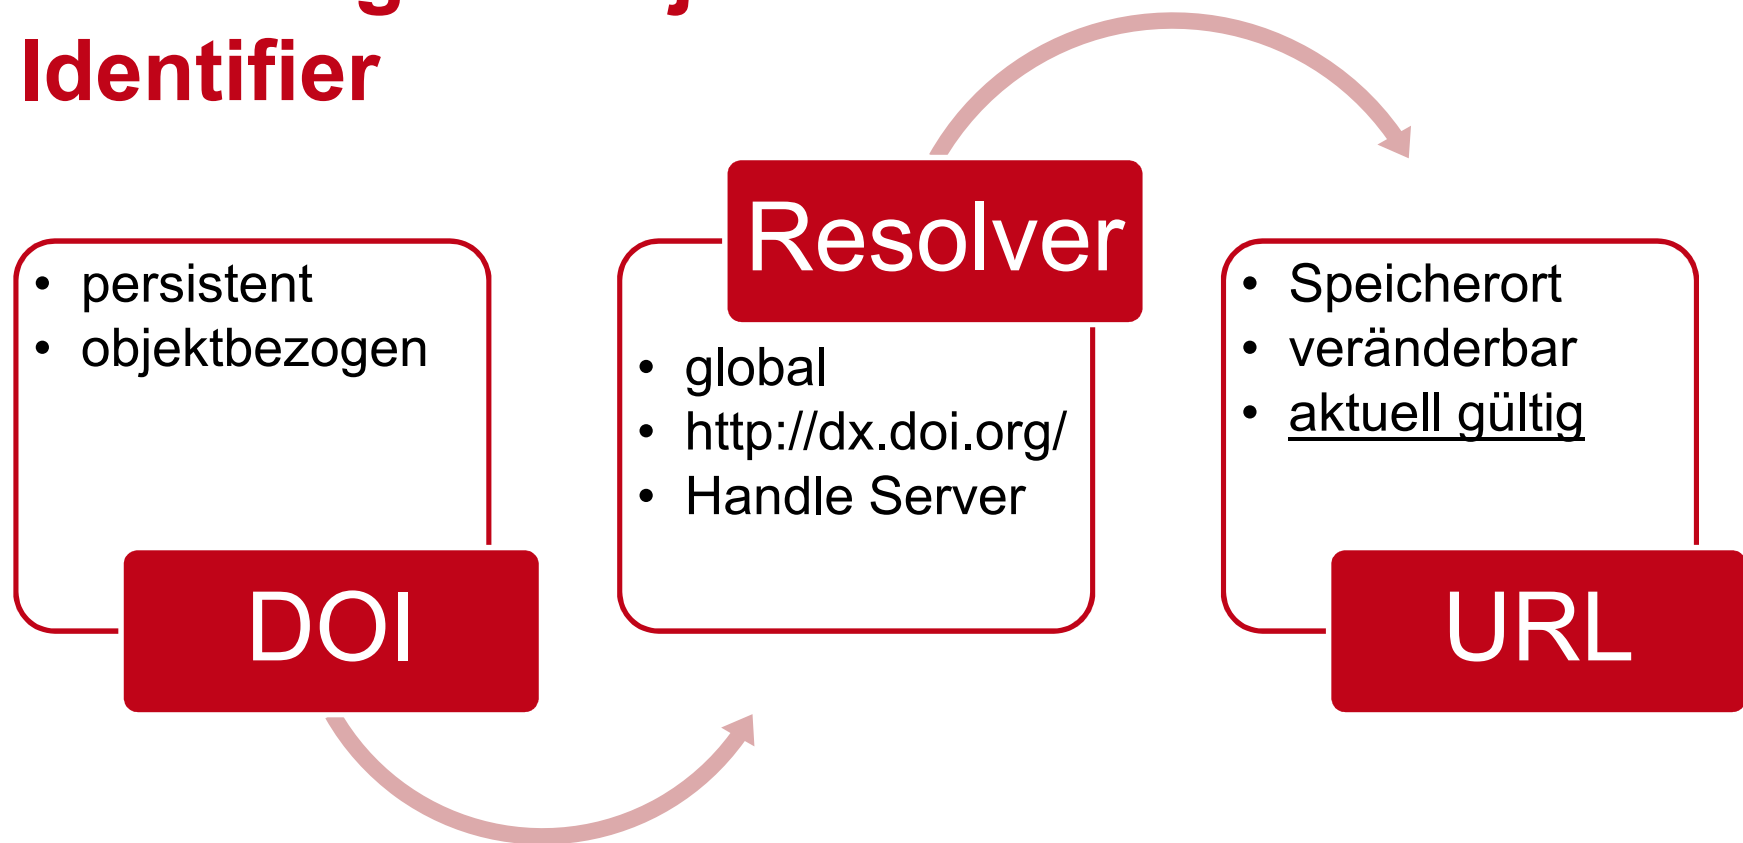 Identifier
persistent
objektbezogen
DOI
Resolver
global
http://dx.doi.org/
Handle Server
Speicherort
veränderbar
aktuell gültig
URL